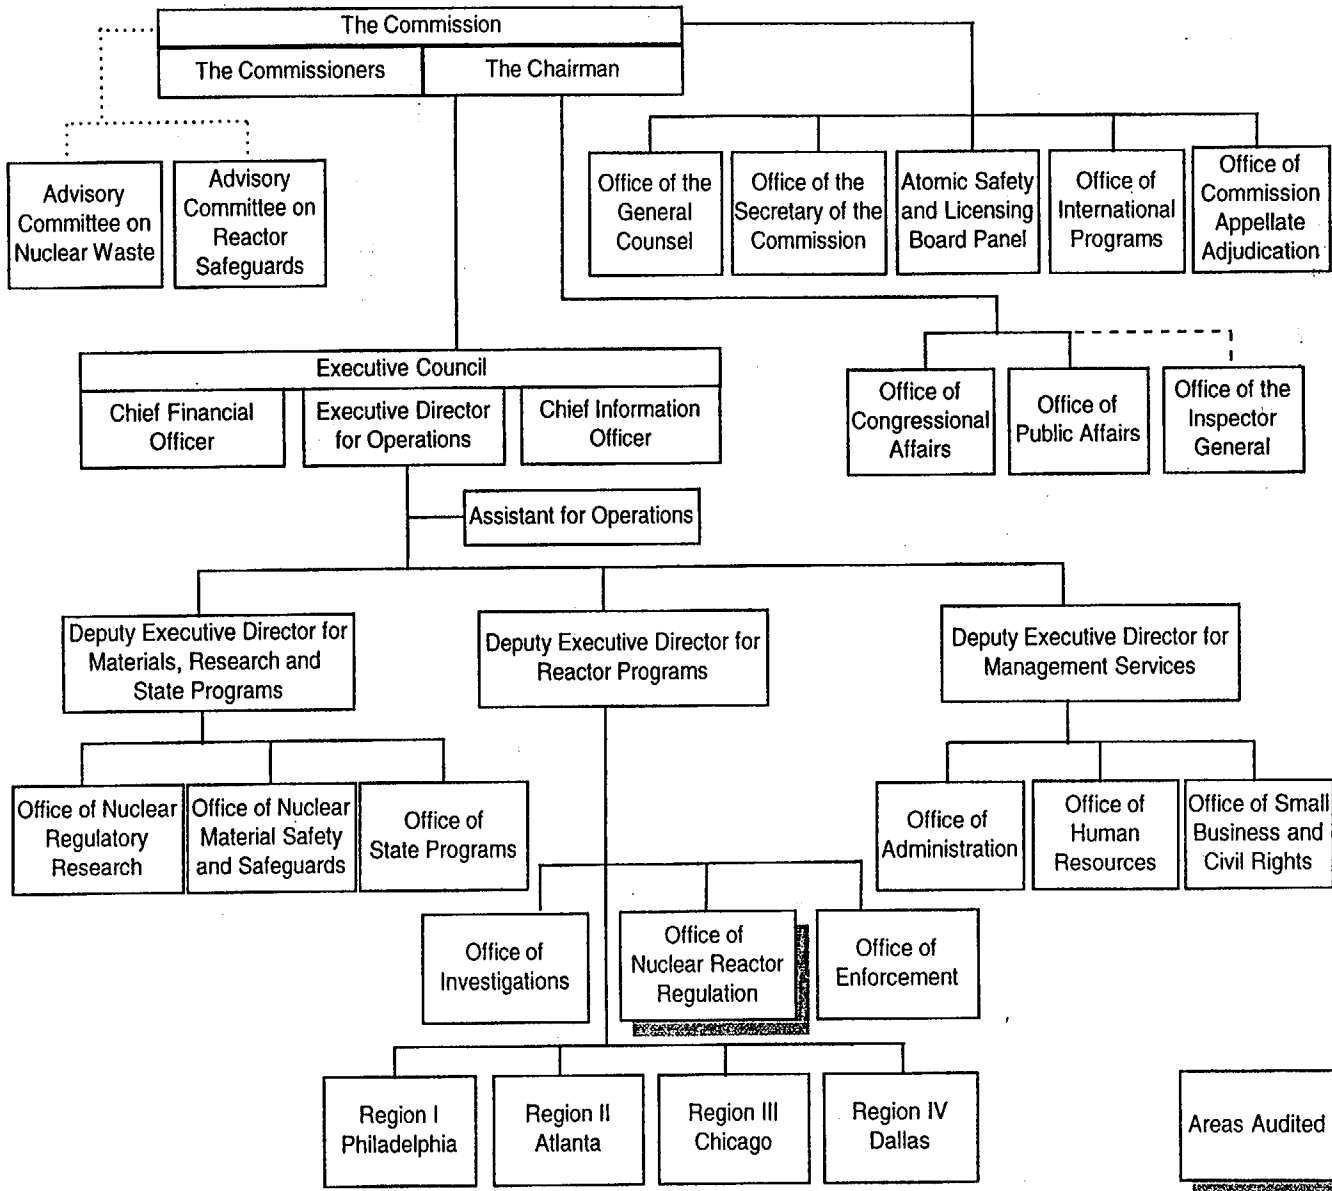 The Commission
The Commissioners
The Chairman
Advisory
Committee on
Nuclear Waste
Advisory
Committee on
Reactor
Safeguards
Office of the
General
Counsel
Office of the
Secretary of the
Commission
Atomic Safety
and Licensing
Board Panel
Office of
International
Programs
Office of
Commission
Appellate
Adjudication
Executive Council
Chief Financial
Officer
Executive Director
for Operations
Chief Information
Officer
Office of
Congressional
Affairs
Office of
Public Affairs
Office of the
Inspector
General
Assistant for Operations
Deputy Executive Director for
Materials, Research and
State Programs
Deputy Executive Director for
Reactor Programs
Deputy Executive Director for
Management Services
Office of Nuclear
Regulatory
Research
Office of Nuclear
Material Safety
and Safeguards
Office of
State Programs
Office of
Administration
Office of
Human
Resources
Office of Small
Business and
Civil Rights
Office of
Investigations
Office of
Nuclear Reactor
Regulation
Office of
Enforcement
Region I
Philadelphia
Region II
Atlanta
Region III
Chicago
Region IV
Dallas
Areas Audited